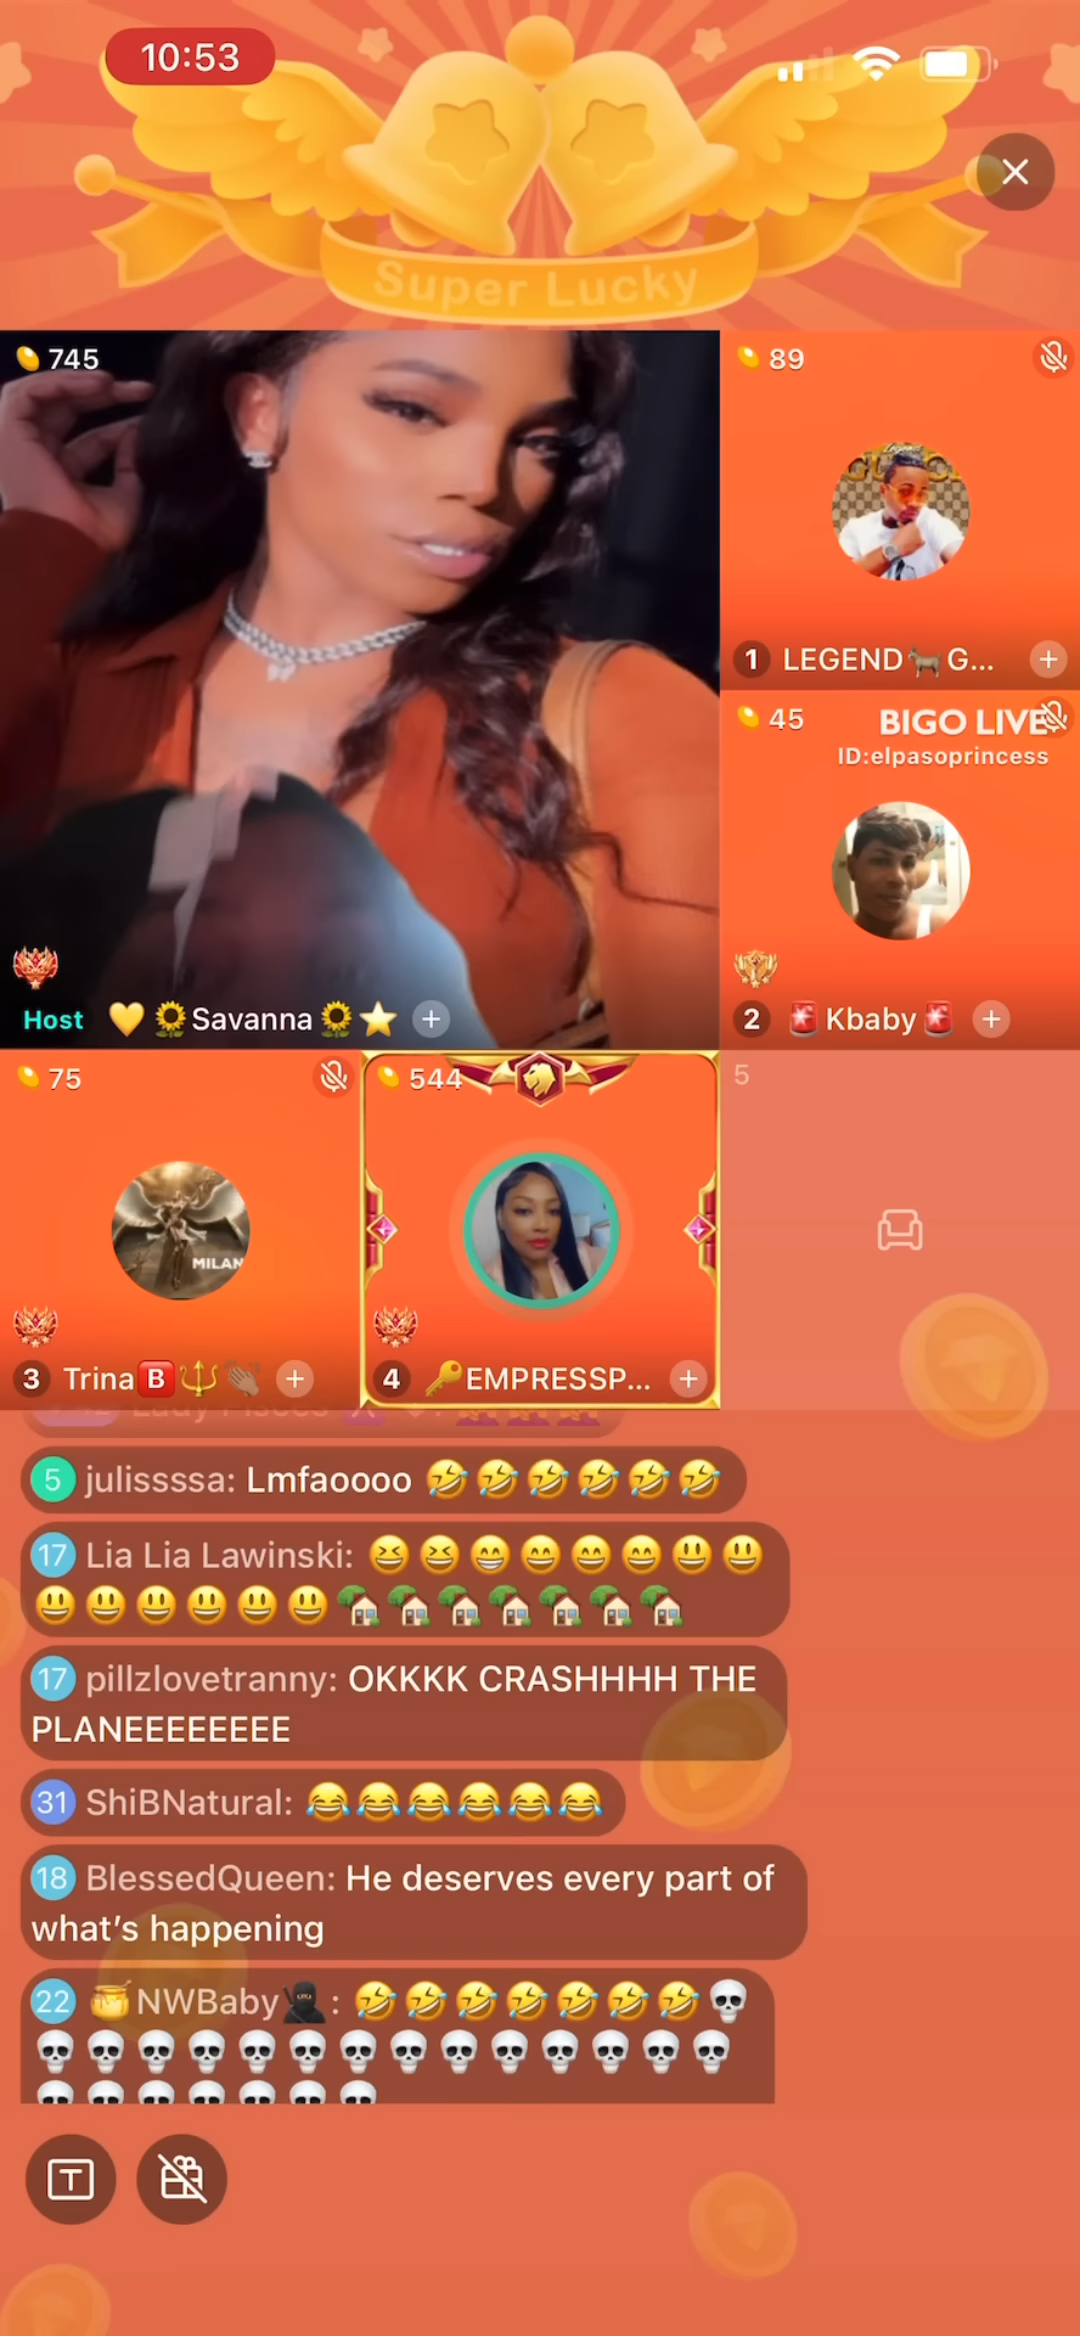 10:53
Super Lucky
745
89
1 LEGEND🐐G...
45
BIGO LIVE
ID:elpasoprincess
Host 💛🌻Savanna🌻⭐
2 🚨Kbaby🚨
75
544
5
MILAN
3 Trina🅱️🔱👏🏽
4 🔑EMPRESSP...
Lady Pisces
5 julissssa: Lmfaoooo 🤣🤣🤣🤣🤣🤣
17 Lia Lia Lawinski: 😆😆😁😄😄😄😃😃
😃😃😃😃😃😃🏡🏡🏡🏡🏡🏡🏡
17 pillzlovetranny: OKKKK CRASHHHH THE
PLANEEEEEEEE
31 ShiBNatural: 😂😂😂😂😂😂
18 BlessedQueen: He deserves every part of
what’s happening
22 🍯NWBaby🥷🏿: 🤣🤣🤣🤣🤣🤣🤣💀
💀💀💀💀💀💀💀💀💀💀💀💀💀💀
💀💀💀💀💀💀💀